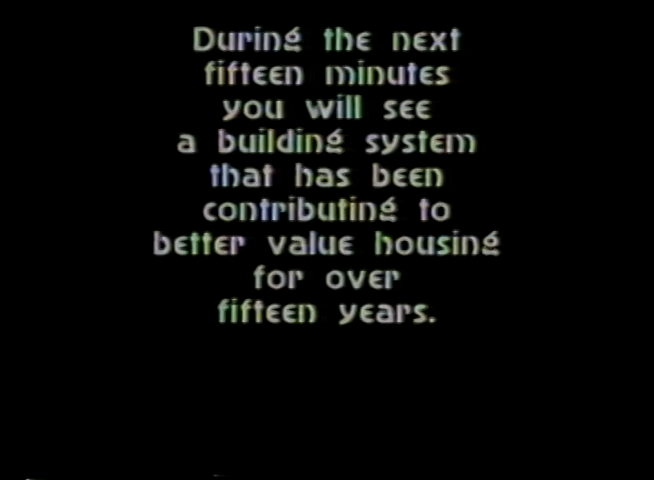 During the next
fifteen minutes
you will see
a building system
that has been
contributing to
better value housing
for over
fifteen years.